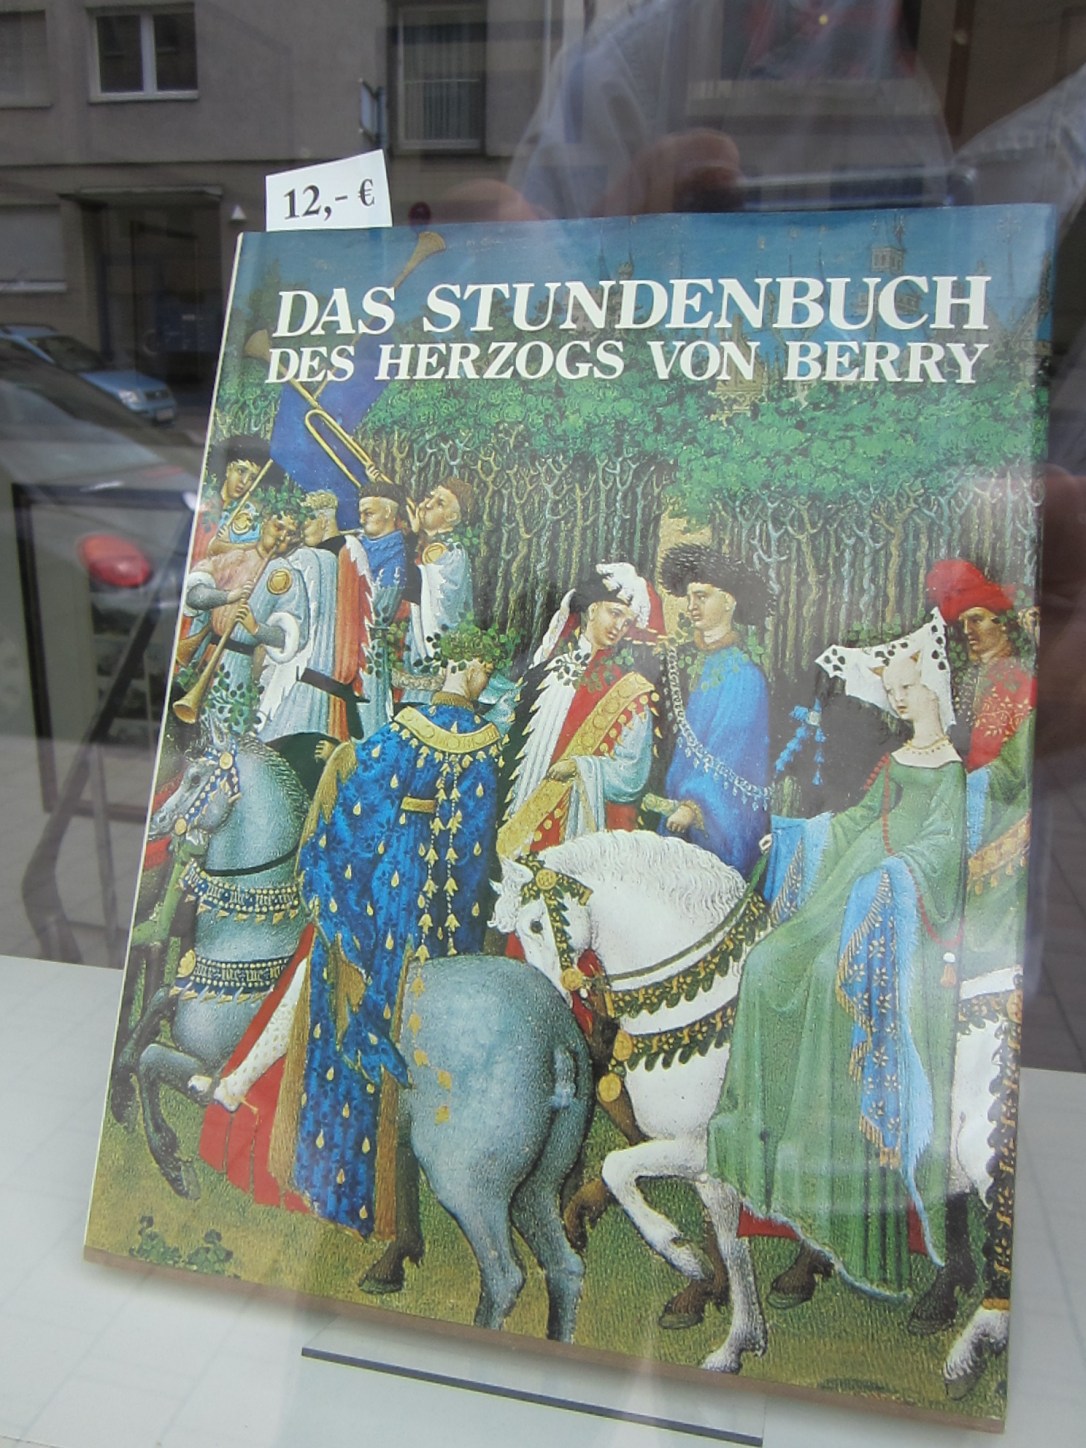 12,- €
DAS STUNDENBUCH
DES HERZOGS VON BERRY